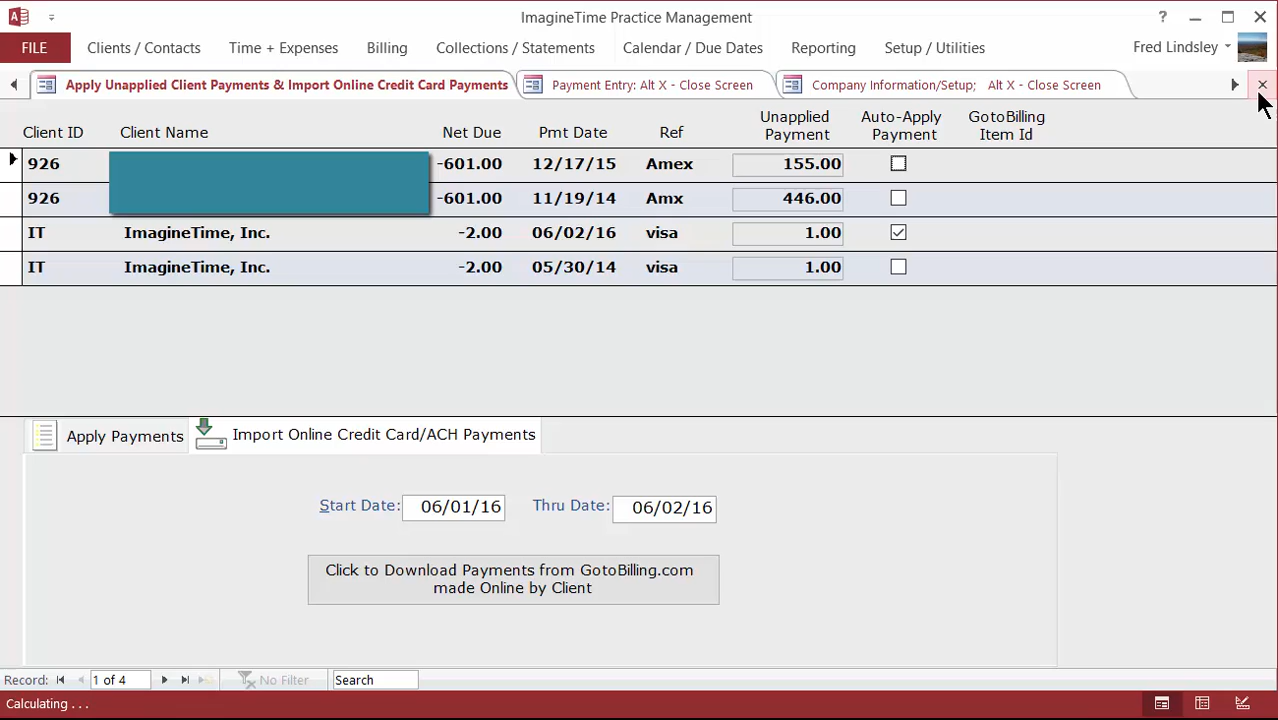 ImagineTime Practice Management
?
FILE Clients / Contacts Time + Expenses Billing Collections / Statements Calendar / Due Dates Reporting Setup / Utilities Fred Lindsley
Apply Unapplied Client Payments & Import Online Credit Card Payments Payment Entry: Alt X - Close Screen Company Information/Setup; Alt X - Close Screen
Client ID Client Name Net Due Pmt Date Ref Unapplied Payment Auto-Apply Payment GotoBilling Item Id
926 -601.00 12/17/15 Amex 155.00
926 -601.00 11/19/14 Amx 446.00
IT ImagineTime, Inc. -2.00 06/02/16 visa 1.00
IT ImagineTime, Inc. -2.00 05/30/14 visa 1.00
Apply Payments Import Online Credit Card/ACH Payments
Start Date: 06/01/16 Thru Date: 06/02/16
Click to Download Payments from GotoBilling.com
made Online by Client
Record: 1 of 4 No Filter Search
Calculating . . .